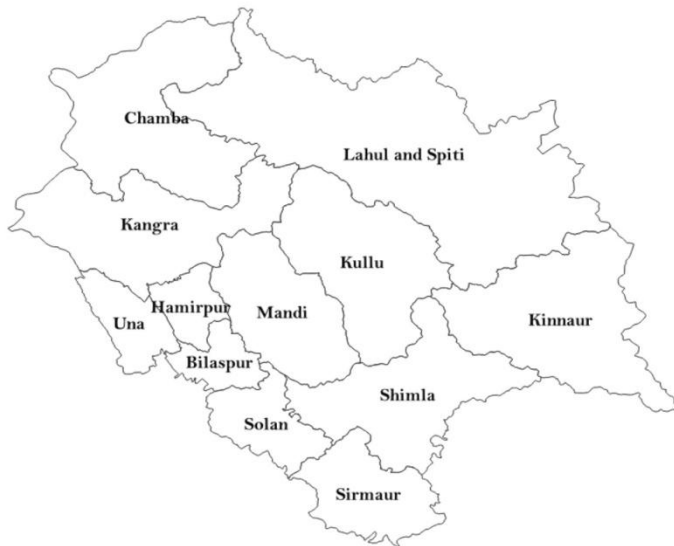 Chamba
Lahul and Spiti
Kangra
Kullu
Hamirpur
Mandi
Una
Kinnaur
Bilaspur
Shimla
Solan
Sirmaur